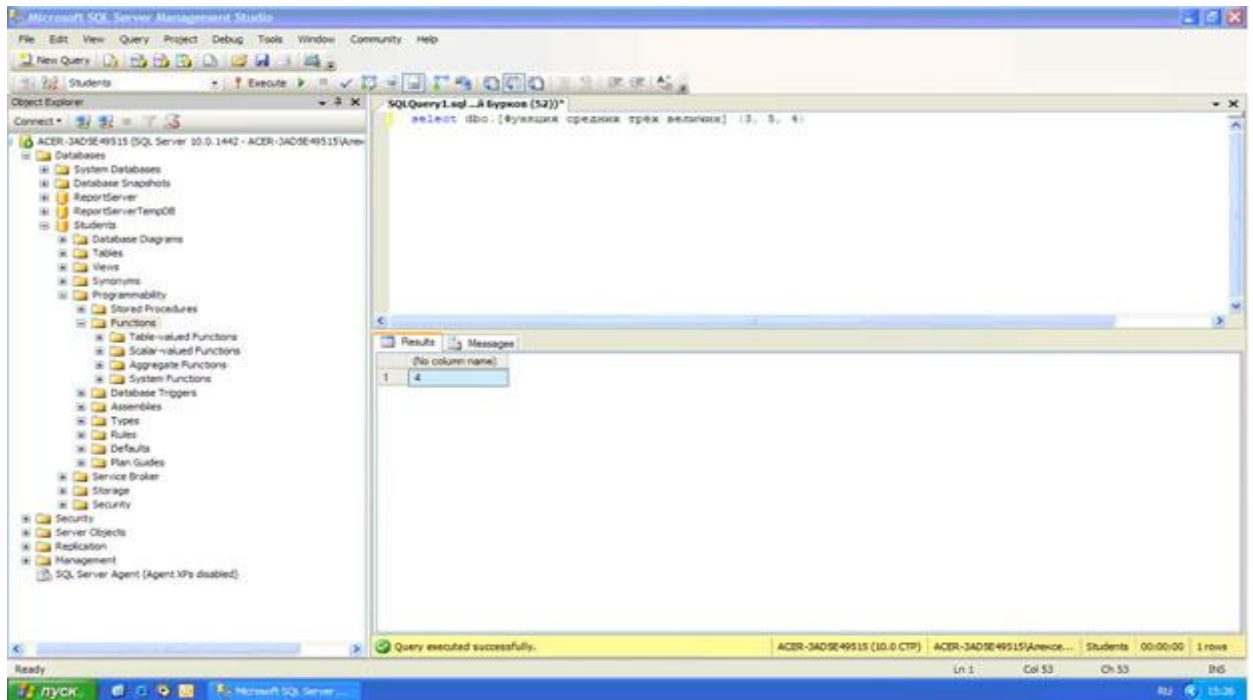 Microsoft SQL Server Management Studio
File Edit View Query Project Debug Tools Window Community Help
New Query
Students Execute
Object Explorer
SQLQuery1.sql ...й Бурков (52))*
Connect
select dbo.[Функция средних трёх величин] (3, 5, 4)
ACER-3AD5E49515 (SQL Server 10.0.1442 - ACER-3AD5E49515\Алек
Databases
System Databases
Database Snapshots
ReportServer
ReportServerTempDB
Students
Database Diagrams
Tables
Views
Synonyms
Programmability
Stored Procedures
Functions
Table-valued Functions
Scalar-valued Functions
Aggregate Functions
System Functions
Database Triggers
Assemblies
Types
Rules
Defaults
Plan Guides
Service Broker
Storage
Security
Security
Server Objects
Replication
Management
SQL Server Agent (Agent XPs disabled)
Results Messages
(No column name)
1 4
Query executed successfully.
ACER-3AD5E49515 (10.0 CTP) ACER-3AD5E49515\Алексе... Students 00:00:00 1 rows
Ready Ln 1 Col 53 Ch 53 INS
пуск Microsoft SQL Server ... RU 15:26